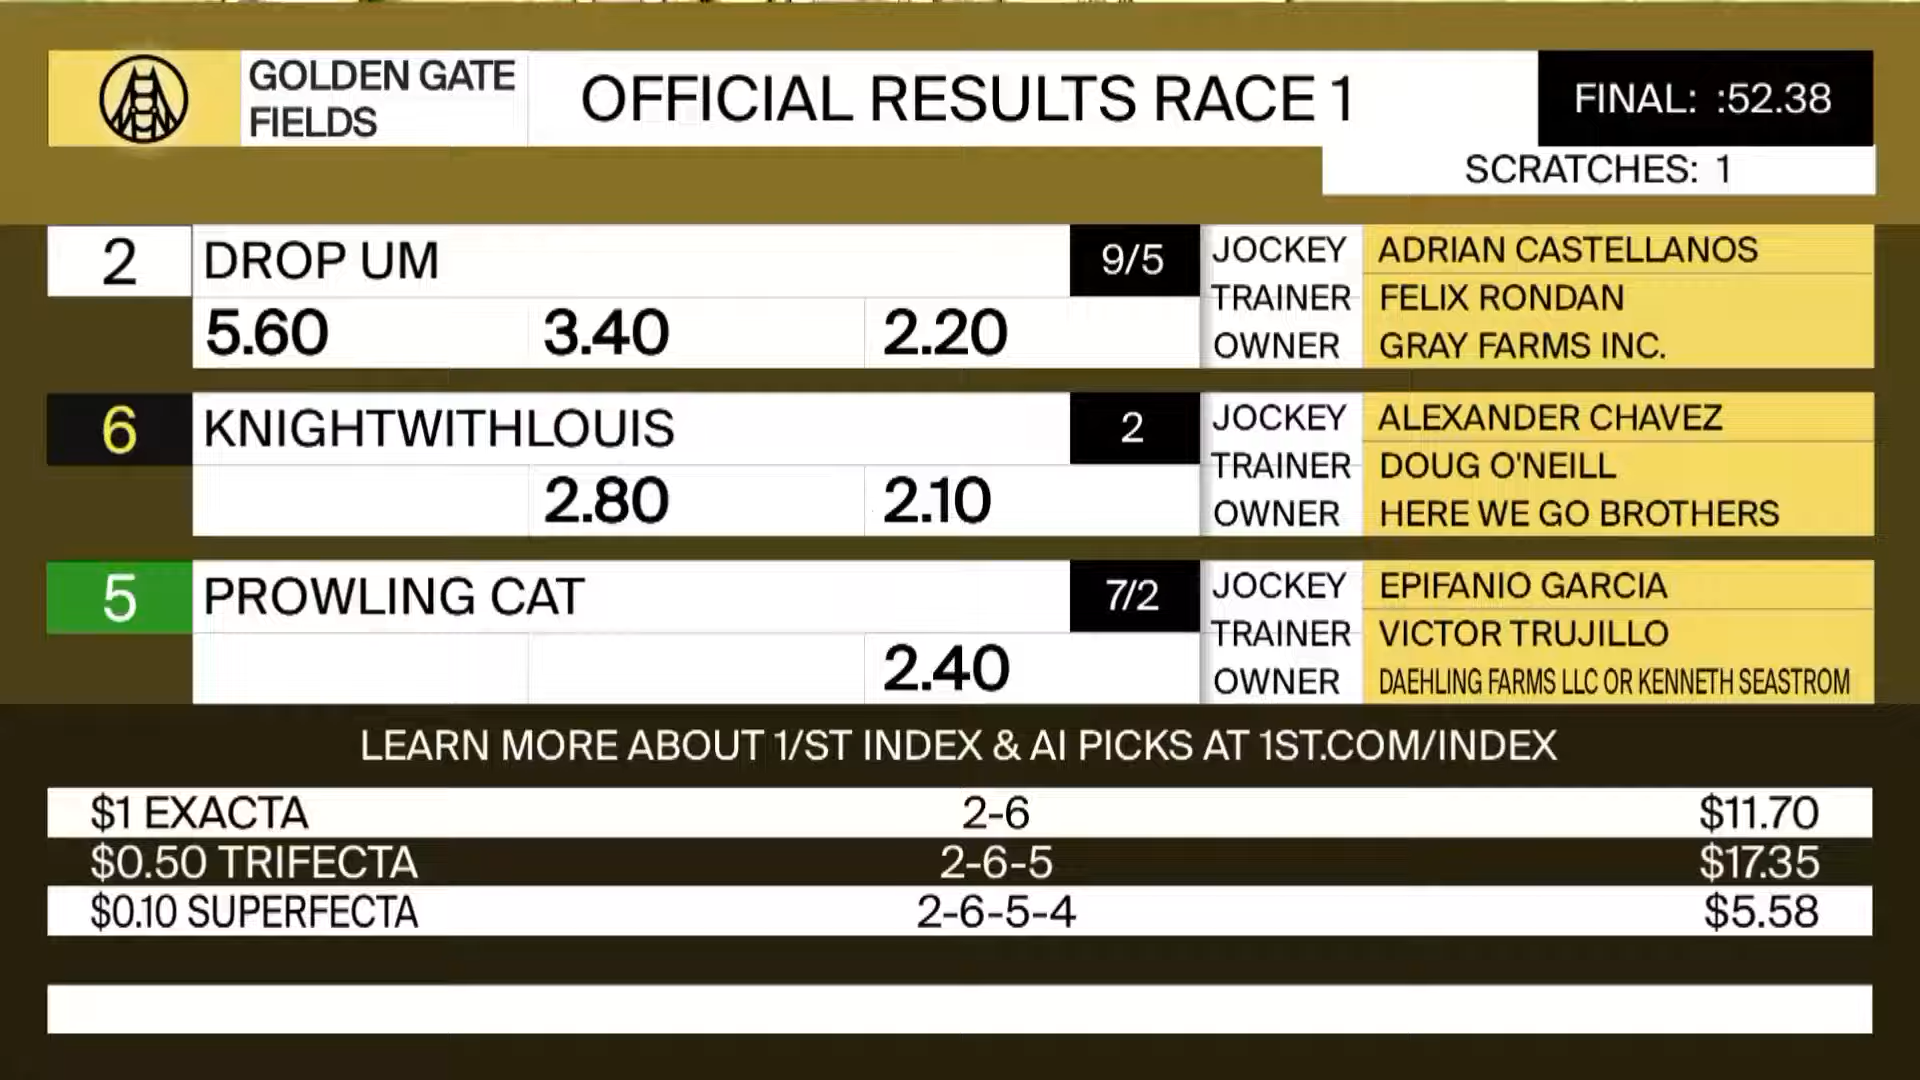 GOLDEN GATE
FIELDS
OFFICIAL RESULTS RACE 1
FINAL: :52.38
SCRATCHES: 1
2
DROP UM
9/5
5.60 3.40 2.20
JOCKEY ADRIAN CASTELLANOS
TRAINER FELIX RONDAN
OWNER GRAY FARMS INC.
6
KNIGHTWITHLOUIS
2
2.80 2.10
JOCKEY ALEXANDER CHAVEZ
TRAINER DOUG O'NEILL
OWNER HERE WE GO BROTHERS
5
PROWLING CAT
7/2
2.40
JOCKEY EPIFANIO GARCIA
TRAINER VICTOR TRUJILLO
OWNER DAEHLING FARMS LLC OR KENNETH SEASTROM
LEARN MORE ABOUT 1/ST INDEX & AI PICKS AT 1ST.COM/INDEX
$1 EXACTA 2-6 $11.70
$0.50 TRIFECTA 2-6-5 $17.35
$0.10 SUPERFECTA 2-6-5-4 $5.58